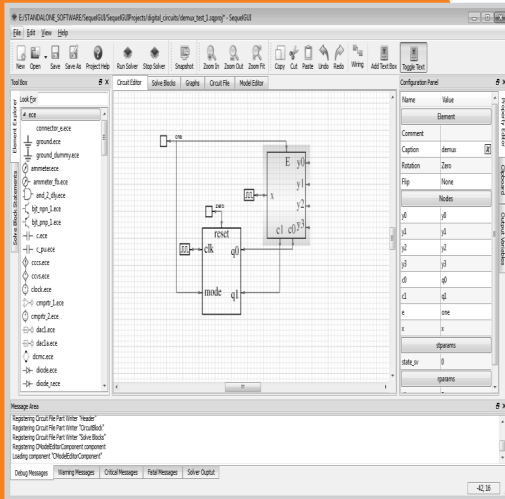 E:/STANDALONE_SOFTWARE/SequelGUI/SequelGUIProjects/digital_circuits/demux_test_1.sqproj* - SequelGUI
File Edit View Help
New Open Save Save As Project Help Run Solver Stop Solver Snapshot Zoom In Zoom Out Zoom Fit Copy Cut Paste Undo Redo Wiring Add Text Box Toggle Text
Tool Box
Element Explorer
Solve Block Statements
Look For
ece
connector_e.ece
ground.ece
ground_dummy.ece
ammeter.ece
ammeter_fb.ece
and_2_dly.ece
bjt_npn_1.ece
bjt_pnp_1.ece
c.ece
c_pu.ece
cccs.ece
ccvs.ece
clock.ece
cmprtr_1.ece
cmprtr_2.ece
dac1.ece
dac1a.ece
dcmc.ece
diode.ece
diode_r.ece
Circuit Editor Solve Blocks Graphs Circuit File Model Editor
one
E y0
y1
x y2
y3
c1 c0
zero
reset
clk q0
mode q1
Configuration Panel
Name Value
Element
Comment
Caption demux
Rotation Zero
Flip None
Nodes
y0 y0
y1 y1
y2 y2
y3 y3
c0 q0
c1 q1
e one
x x
stparams
state_sv 0
rparams
Property Editor
Clipboard
Output Variables
Message Area
Registering Circuit File Part Writer "Header"
Registering Circuit File Part Writer "CircuitBlock"
Registering Circuit File Part Writer "Solve Blocks"
Registering CModelEditorComponent component
Loading component "CModelEditorComponent"
Debug Messages Warning Messages Critical Messages Fatal Messages Solver Ouptut
-42, 16